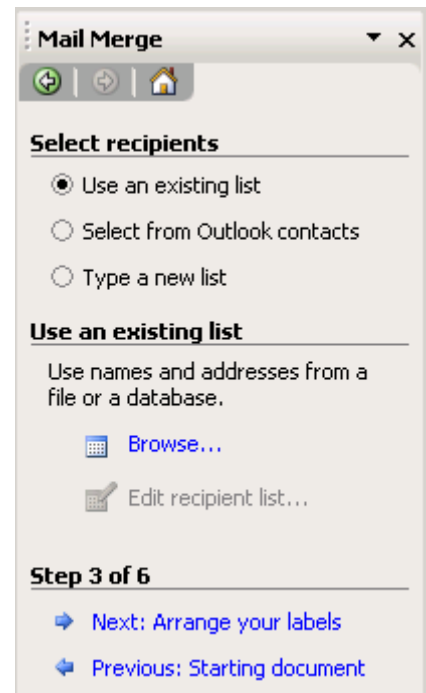 Mail Merge
Select recipients
Use an existing list
Select from Outlook contacts
Type a new list
Use an existing list
Use names and addresses from a
file or a database.
Browse...
Edit recipient list...
Step 3 of 6
Next: Arrange your labels
Previous: Starting document